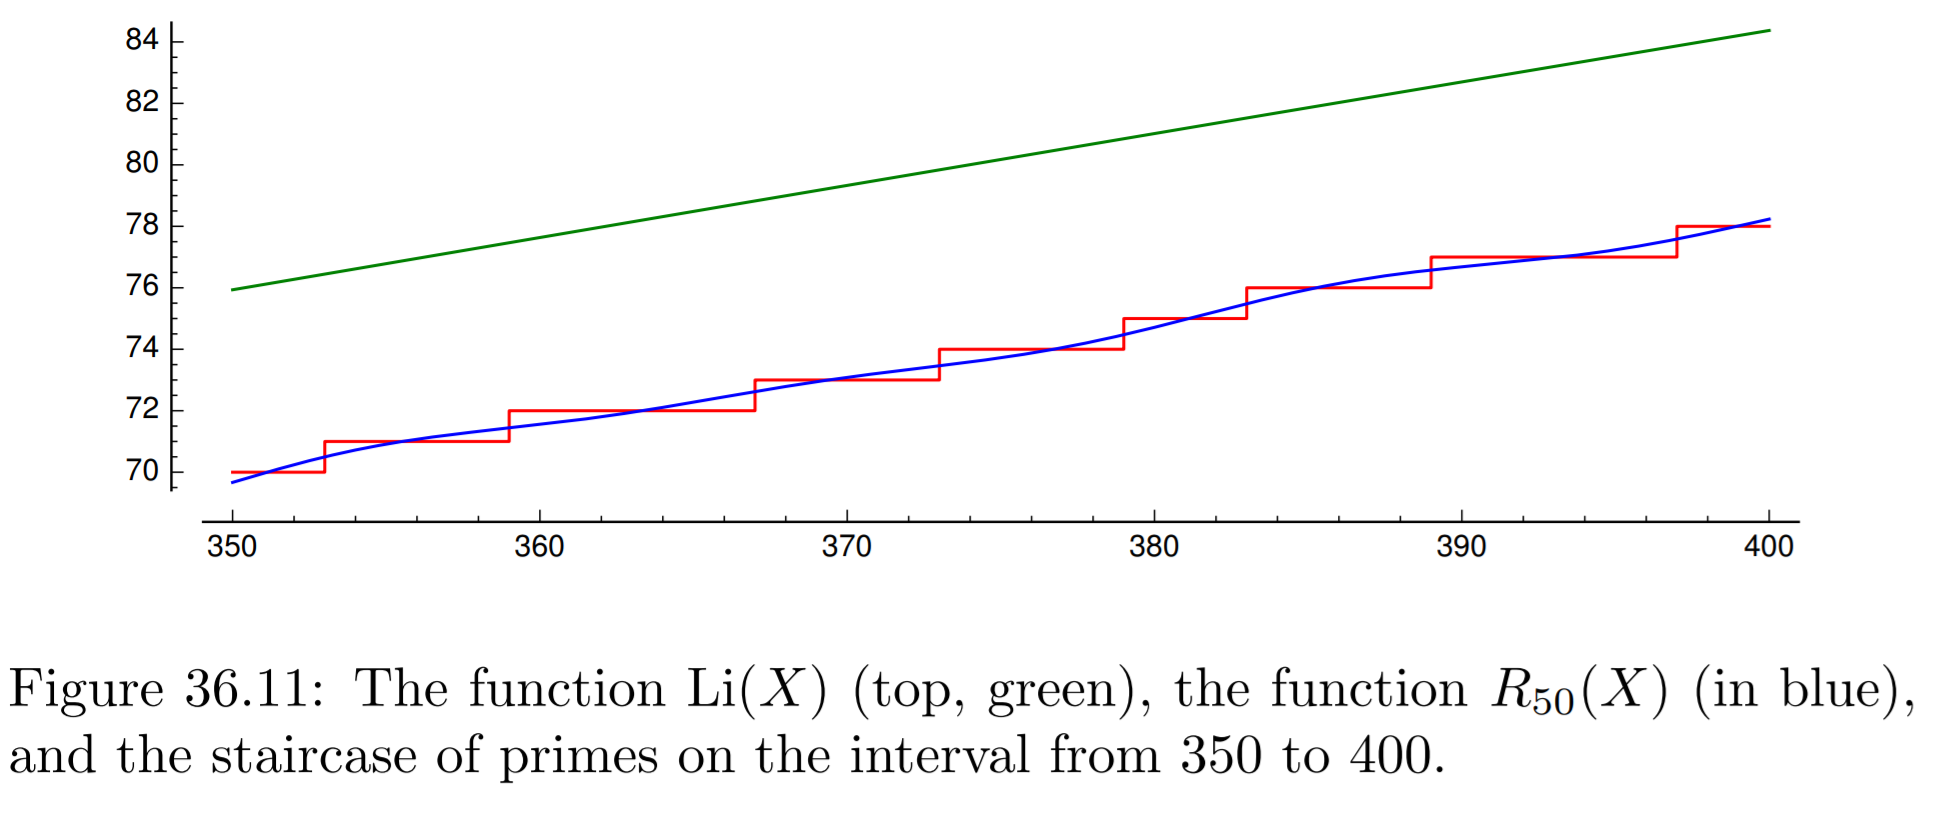 84
82
80
78
76
74
72
70
350 360 370 380 390 400
Figure 36.11: The function Li(X) (top, green), the function R₅₀(X) (in blue),
and the staircase of primes on the interval from 350 to 400.